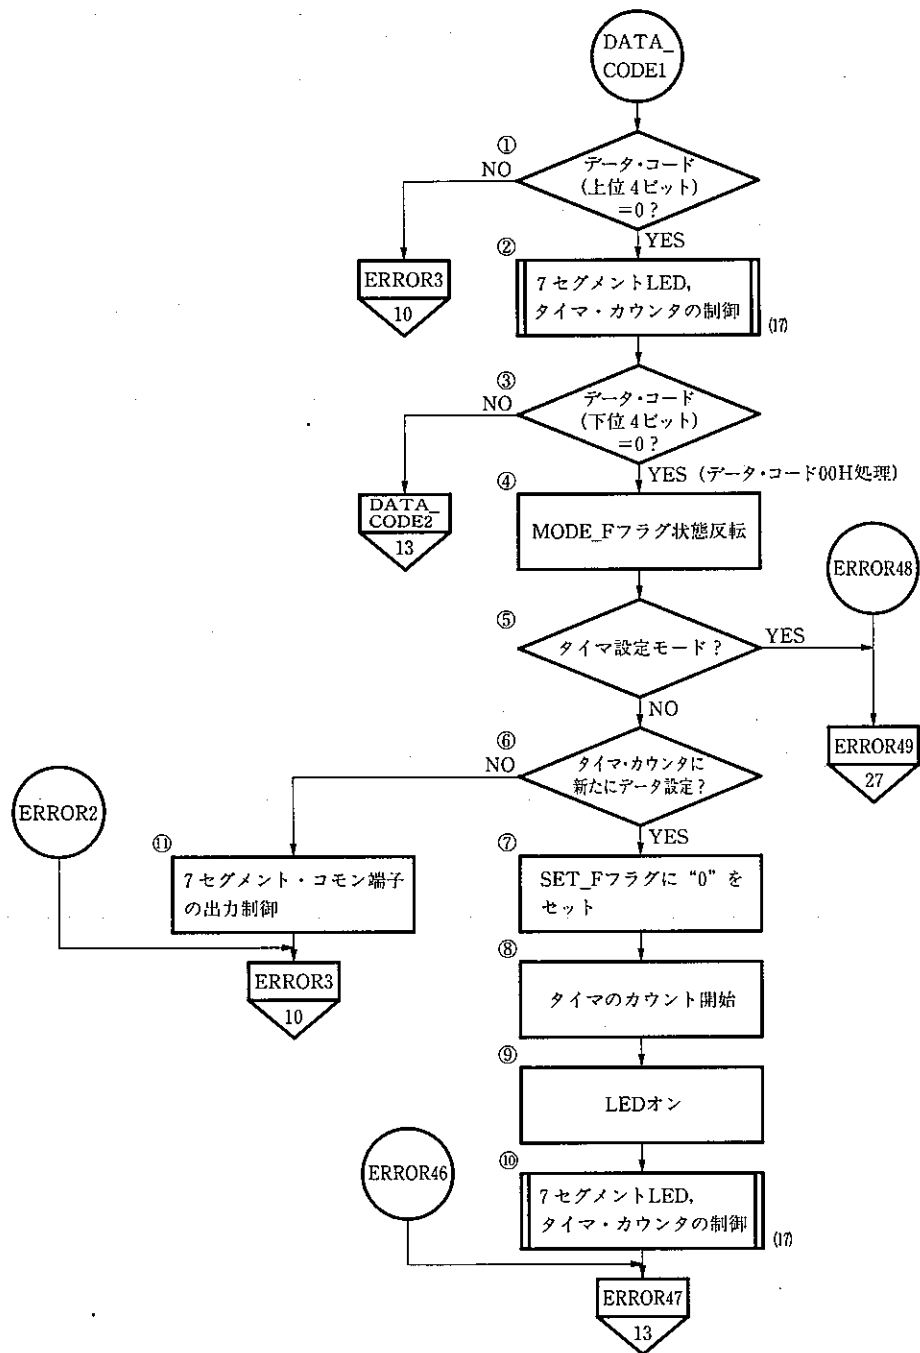 DATA_
CODE1
①
NO
データ・コード
(上位4ビット)
=0?
YES
ERROR3
10
②
7セグメントLED,
タイマ・カウンタの制御
(17)
③
NO
データ・コード
(下位4ビット)
=0?
YES (データ・コード00H処理)
DATA_
CODE2
13
④
MODE_Fフラグ状態反転
ERROR48
⑤
タイマ設定モード?
YES
NO
ERROR49
27
⑥
NO
タイマ・カウンタに
新たにデータ設定?
YES
ERROR2
⑪
7セグメント・コモン端子
の出力制御
ERROR3
10
⑦
SET_Fフラグに“0”を
セット
⑧
タイマのカウント開始
⑨
LEDオン
ERROR46
⑩
7セグメントLED,
タイマ・カウンタの制御
(17)
ERROR47
13